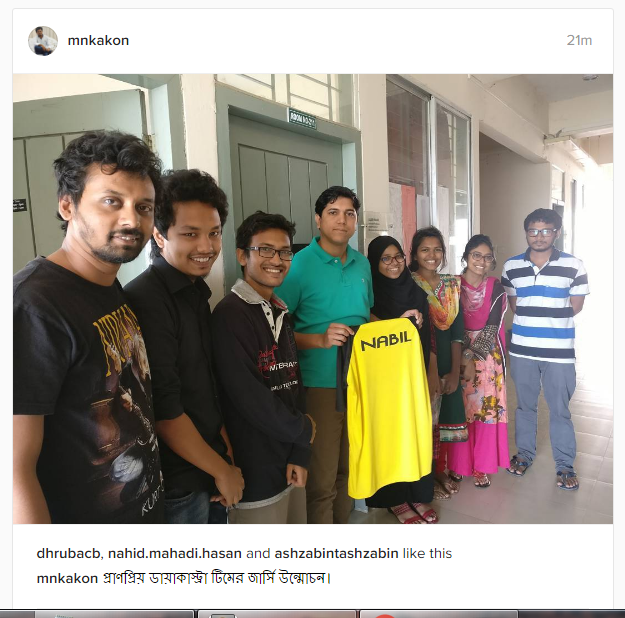 mnkakon
21m
NABIL
dhrubacb, nahid.mahadi.hasan and ashzabintashzabin like this
mnkakon প্রাণপ্রিয় ডায়াকাস্ট্রা টিমের জার্সি উন্মোচন।